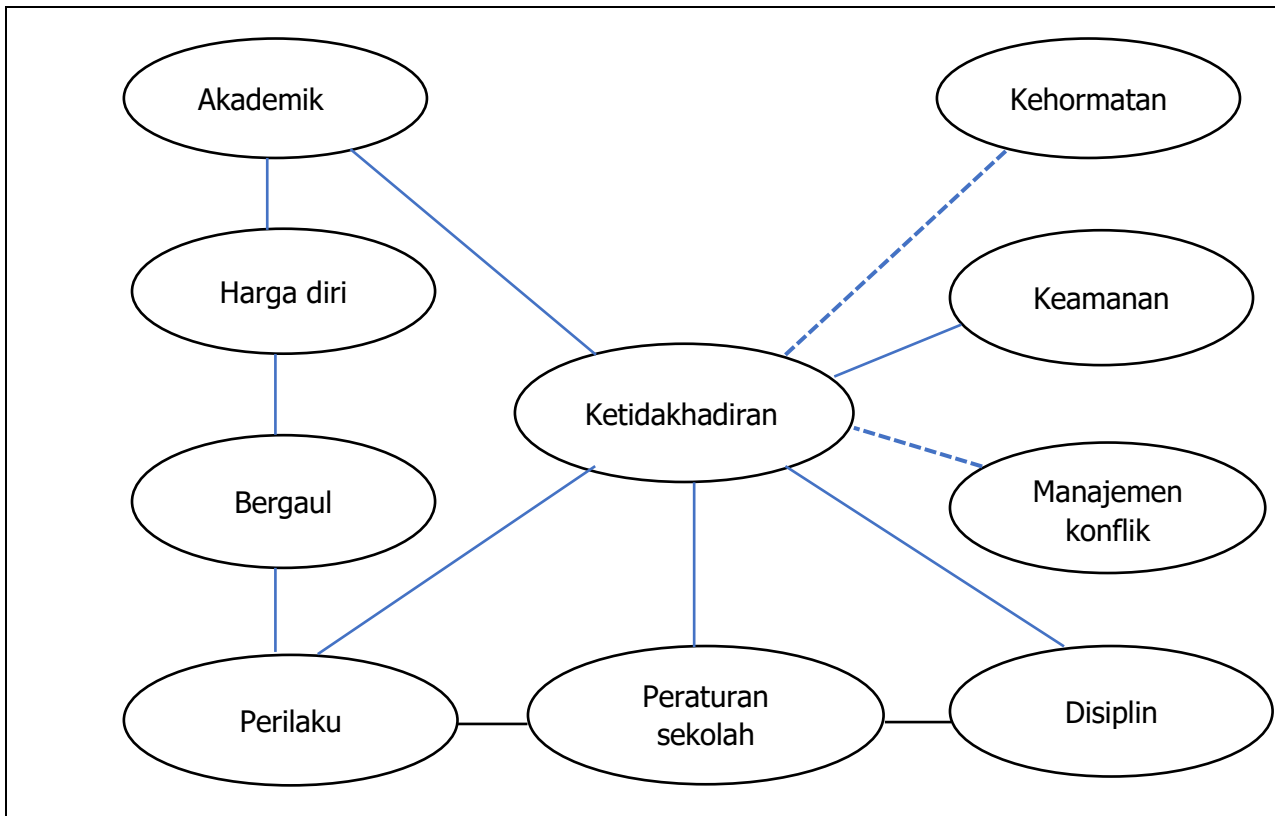 Akademik
Kehormatan
Harga diri
Keamanan
Ketidakhadiran
Bergaul
Manajemen
konflik
Perilaku
Peraturan
sekolah
Disiplin